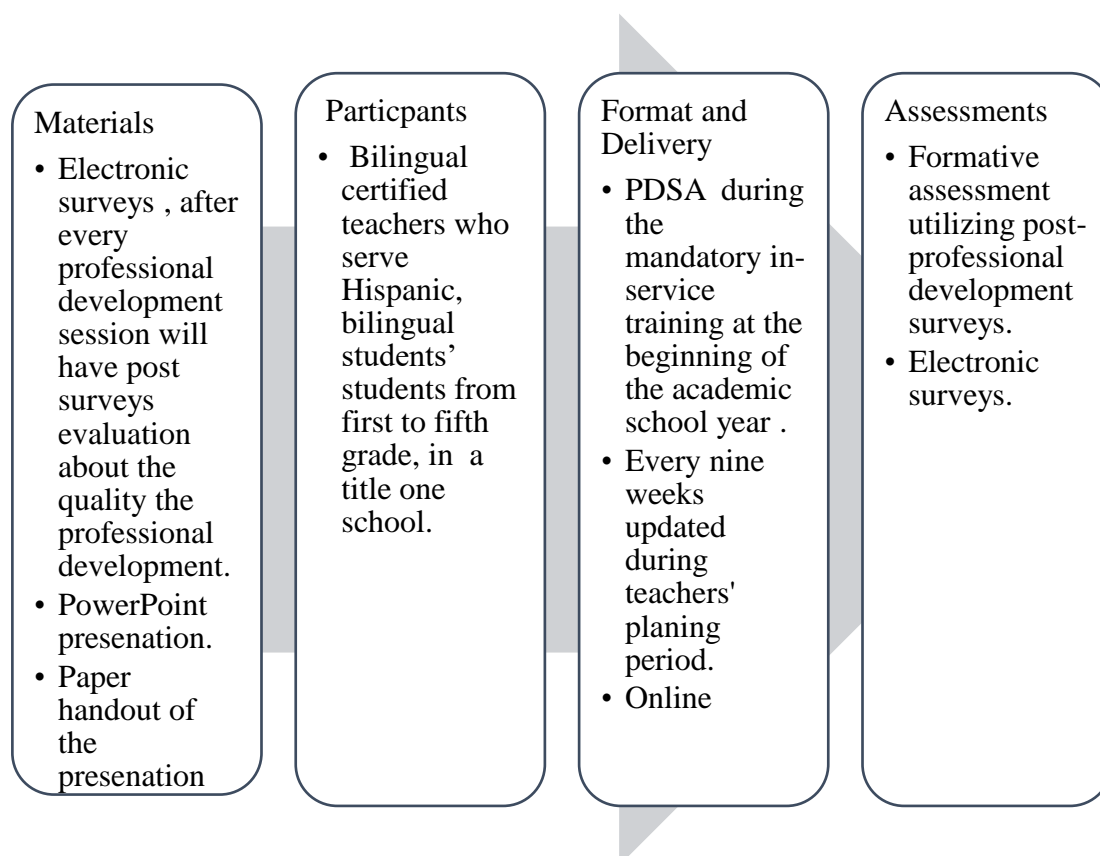 Materials
• Electronic
surveys , after
every
professional
development
session will
have post
surveys
evaluation
about the
quality the
professional
development.
• PowerPoint
presenation.
• Paper
handout of
the
presenation
Particpants
• Bilingual
certified
teachers who
serve
Hispanic,
bilingual
students’
students from
first to fifth
grade, in a
title one
school.
Format and
Delivery
• PDSA during
the
mandatory in-
service
training at the
beginning of
the academic
school year .
• Every nine
weeks
updated
during
teachers'
planing
period.
• Online
Assessments
• Formative
assessment
utilizing post-
professional
development
surveys.
• Electronic
surveys.